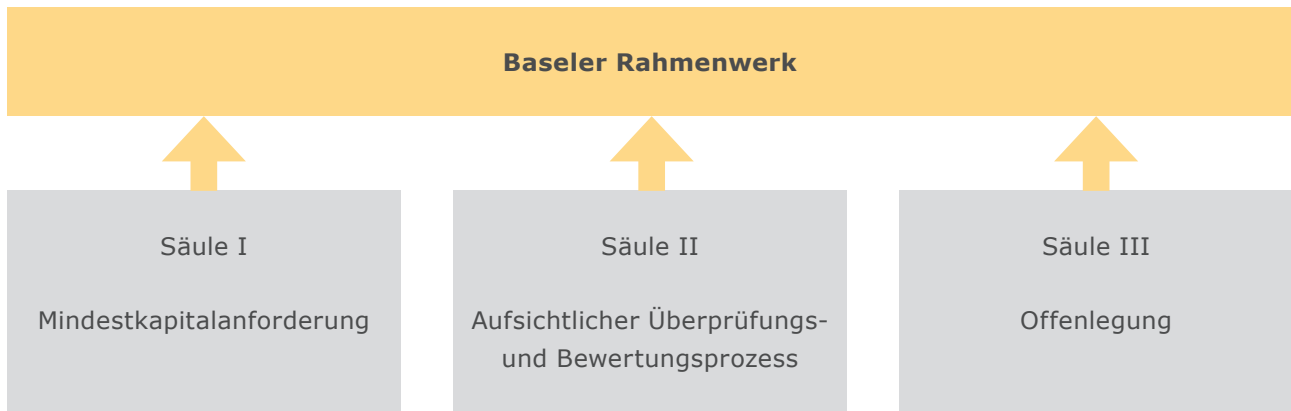 Baseler Rahmenwerk
Säule I
Mindestkapitalanforderung
Säule II
Aufsichtlicher Überprüfungs-
und Bewertungsprozess
Säule III
Offenlegung